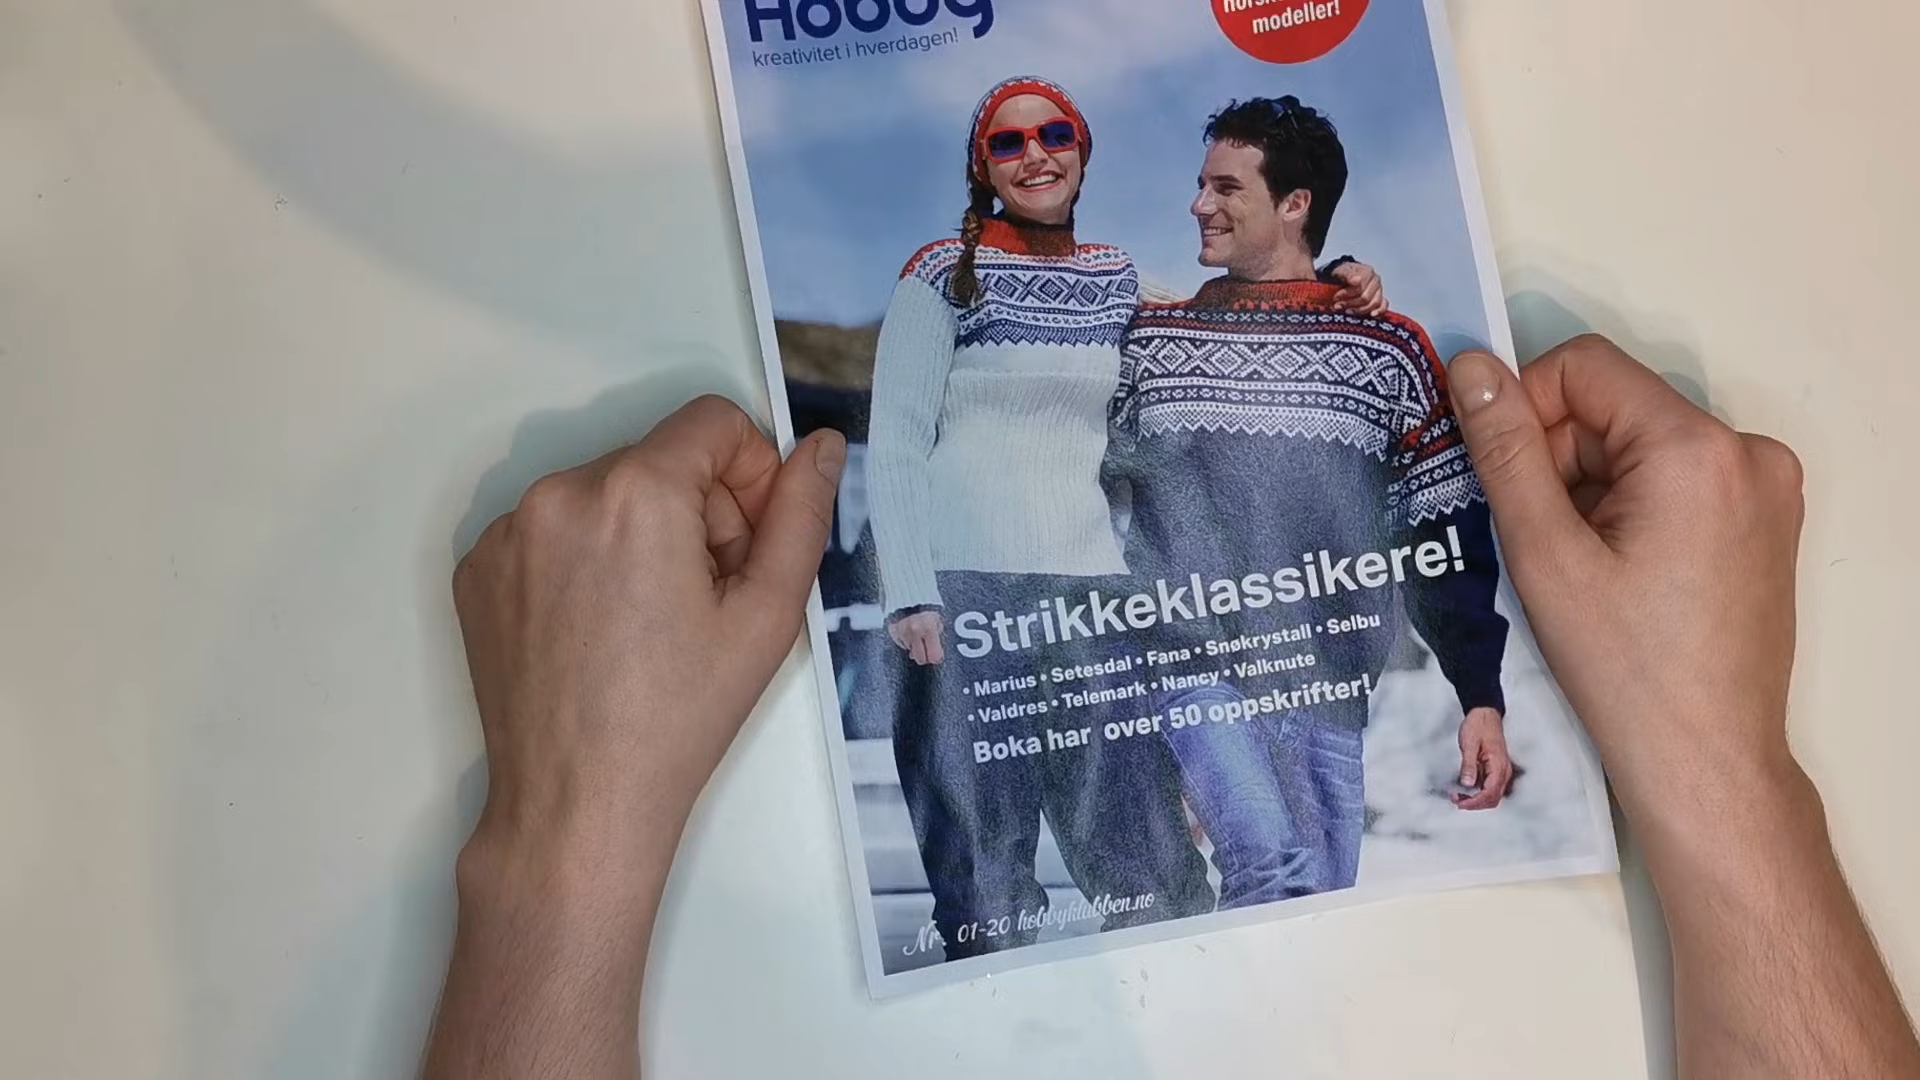 Hobby
kreativitet i hverdagen!
modeller!
Strikkeklassikere!
• Marius • Setesdal • Fana • Snøkrystall • Selbu
• Valdres • Telemark • Nancy • Valknute
Boka har over 50 oppskrifter!
Nr. 01-20 hobbyklubben.no